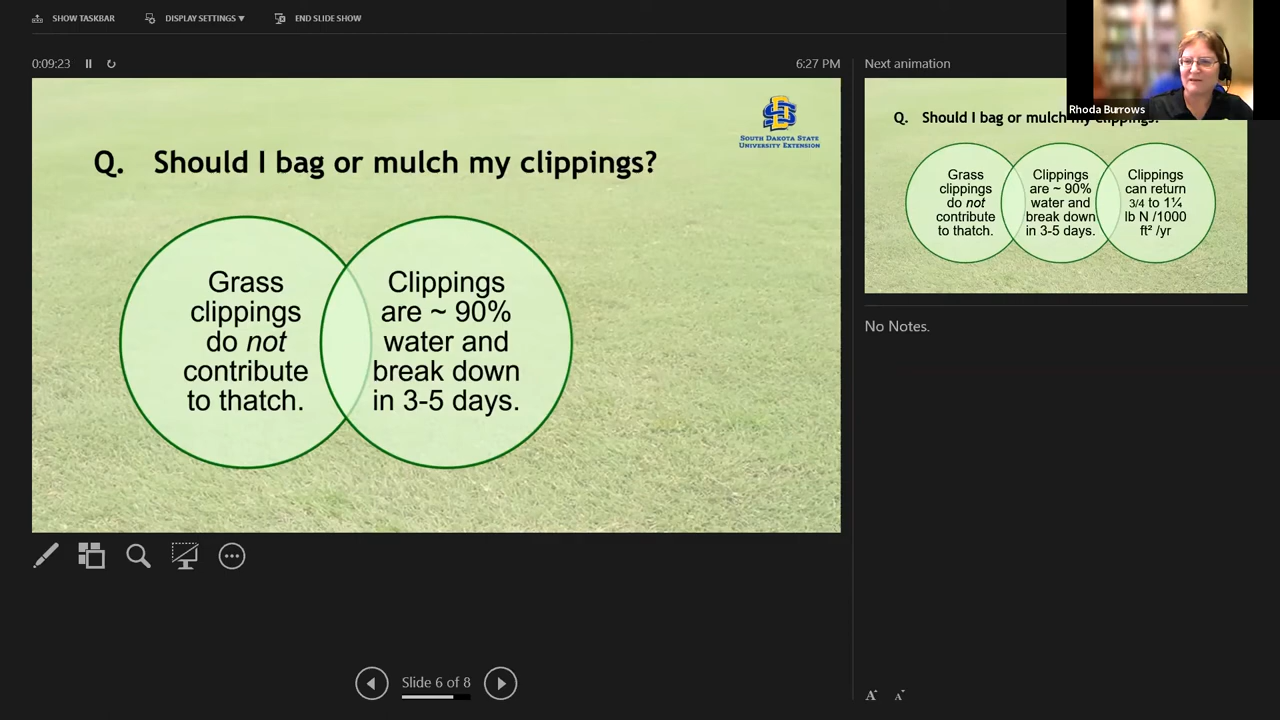 SHOW TASKBAR
DISPLAY SETTINGS ▼
END SLIDE SHOW
0:09:23
6:27 PM
Next animation
Rhoda Burrows
SOUTH DAKOTA STATE
UNIVERSITY EXTENSION
Q. Should I bag or mulch my clippings?
Grass
clippings
do not
contribute
to thatch.
Clippings
are ~ 90%
water and
break down
in 3-5 days.
Q. Should I bag or mulch my clippings?
Grass
clippings
do not
contribute
to thatch.
Clippings
are ~ 90%
water and
break down
in 3-5 days.
Clippings
can return
3/4 to 1¼
lb N /1000
ft² /yr
No Notes.
Slide 6 of 8
A
A